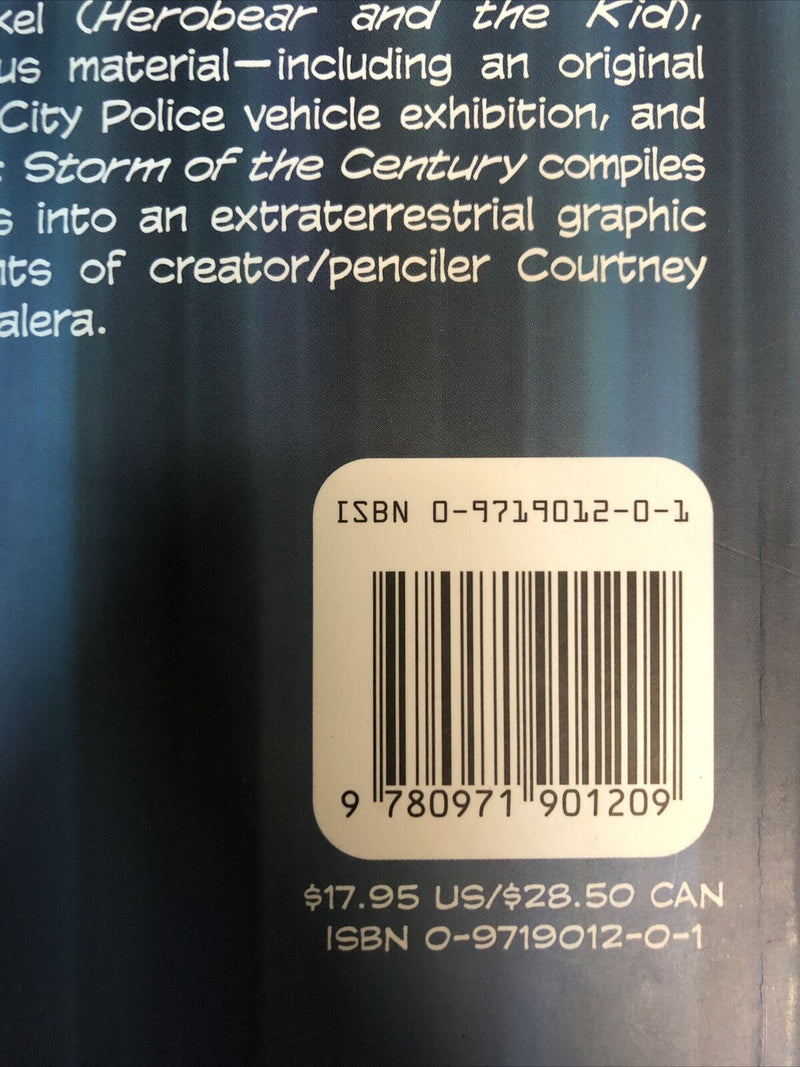 kel (Herobear and the Kid),
us material—including an original
City Police vehicle exhibition, and
: Storm of the Century compiles
s into an extraterrestrial graphic
nts of creator/penciler Courtney
alera.
ISBN 0-9719012-0-1
9 780971 901209
$17.95 US/$28.50 CAN
ISBN 0-9719012-0-1